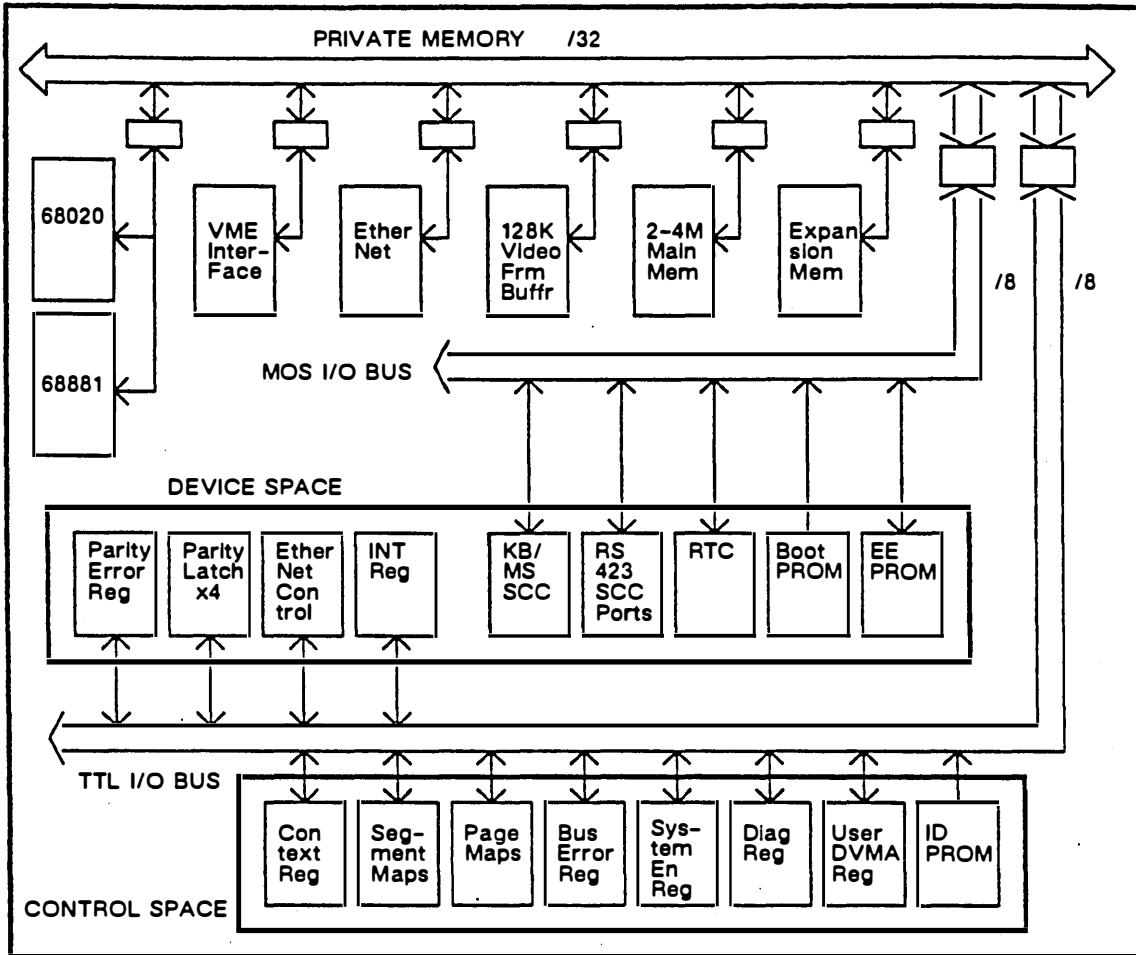 PRIVATE MEMORY /32
68020
VME
Inter-
Face
Ether
Net
128K
Video
Frm
Buffr
2-4M
Main
Mem
Expan
sion
Mem
/8
/8
68881
MOS I/O BUS
DEVICE SPACE
Parity
Error
Reg
Parity
Latch
x4
Ether
Net
Con
trol
INT
Reg
KB/
MS
SCC
RS
423
SCC
Ports
RTC
Boot
PROM
EE
PROM
TTL I/O BUS
Con
text
Reg
Seg-
ment
Maps
Page
Maps
Bus
Error
Reg
Sys-
tem
En
Reg
Diag
Reg
User
DVMA
Reg
ID
PROM
CONTROL SPACE